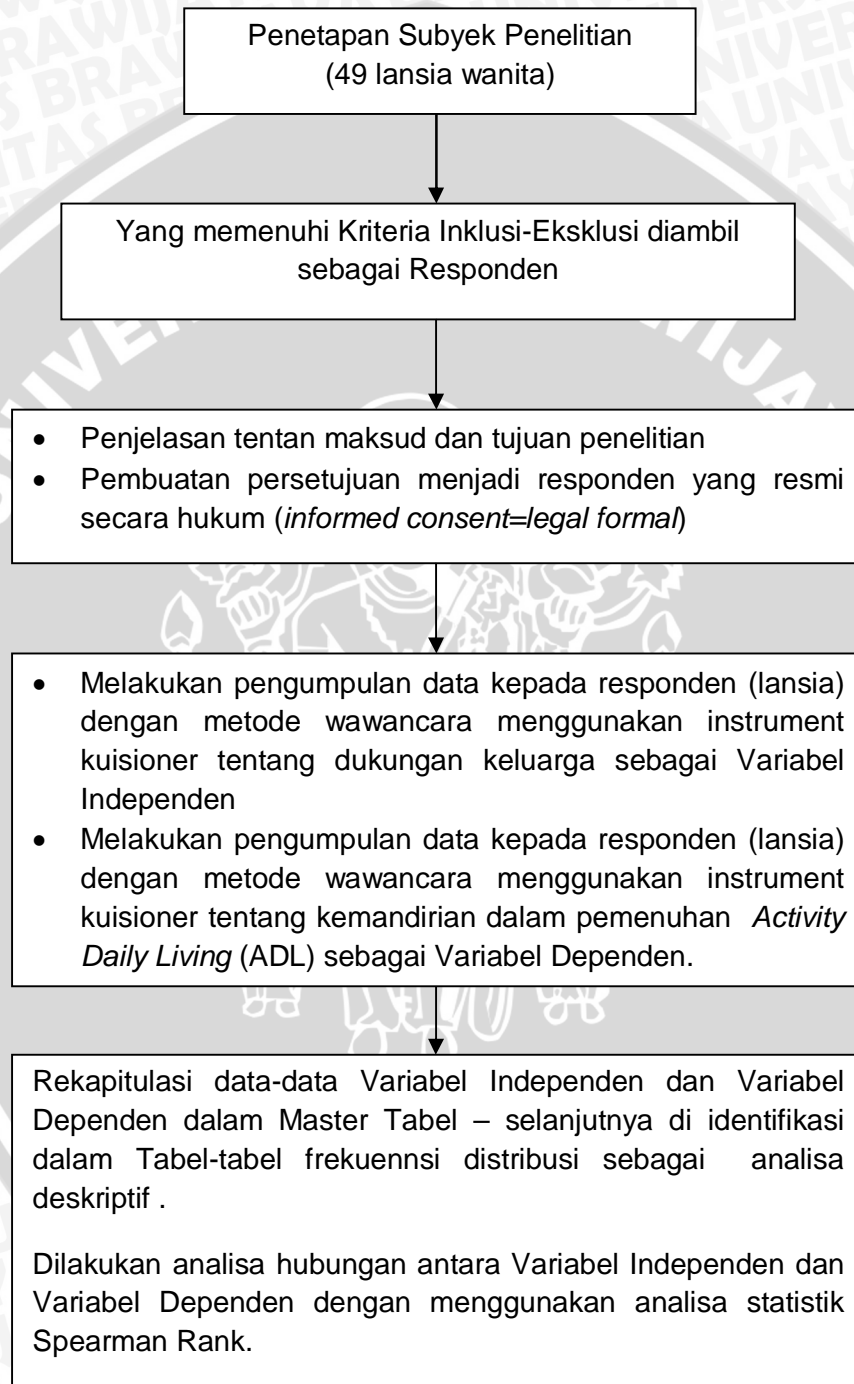 Penetapan Subyek Penelitian
(49 lansia wanita)
Yang memenuhi Kriteria Inklusi-Eksklusi diambil
sebagai Responden
• Penjelasan tentan maksud dan tujuan penelitian
• Pembuatan persetujuan menjadi responden yang resmi
secara hukum (informed consent=legal formal)
• Melakukan pengumpulan data kepada responden (lansia)
dengan metode wawancara menggunakan instrument
kuisioner tentang dukungan keluarga sebagai Variabel
Independen
• Melakukan pengumpulan data kepada responden (lansia)
dengan metode wawancara menggunakan instrument
kuisioner tentang kemandirian dalam pemenuhan Activity
Daily Living (ADL) sebagai Variabel Dependen.
Rekapitulasi data-data Variabel Independen dan Variabel
Dependen dalam Master Tabel – selanjutnya di identifikasi
dalam Tabel-tabel frekuennsi distribusi sebagai analisa
deskriptif .
Dilakukan analisa hubungan antara Variabel Independen dan
Variabel Dependen dengan menggunakan analisa statistik
Spearman Rank.